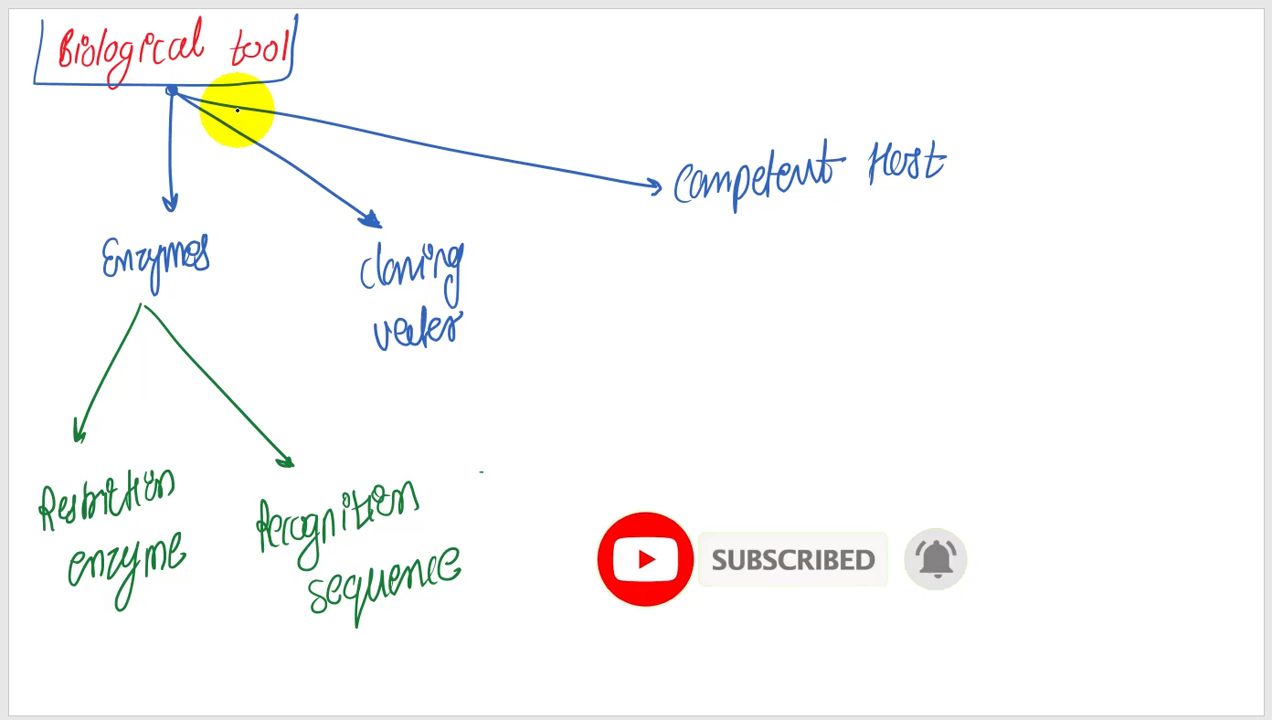 Biological tool
Competent Host
Enzymes
cloning
vector
Restriction
enzyme
Recognition
sequence
SUBSCRIBED